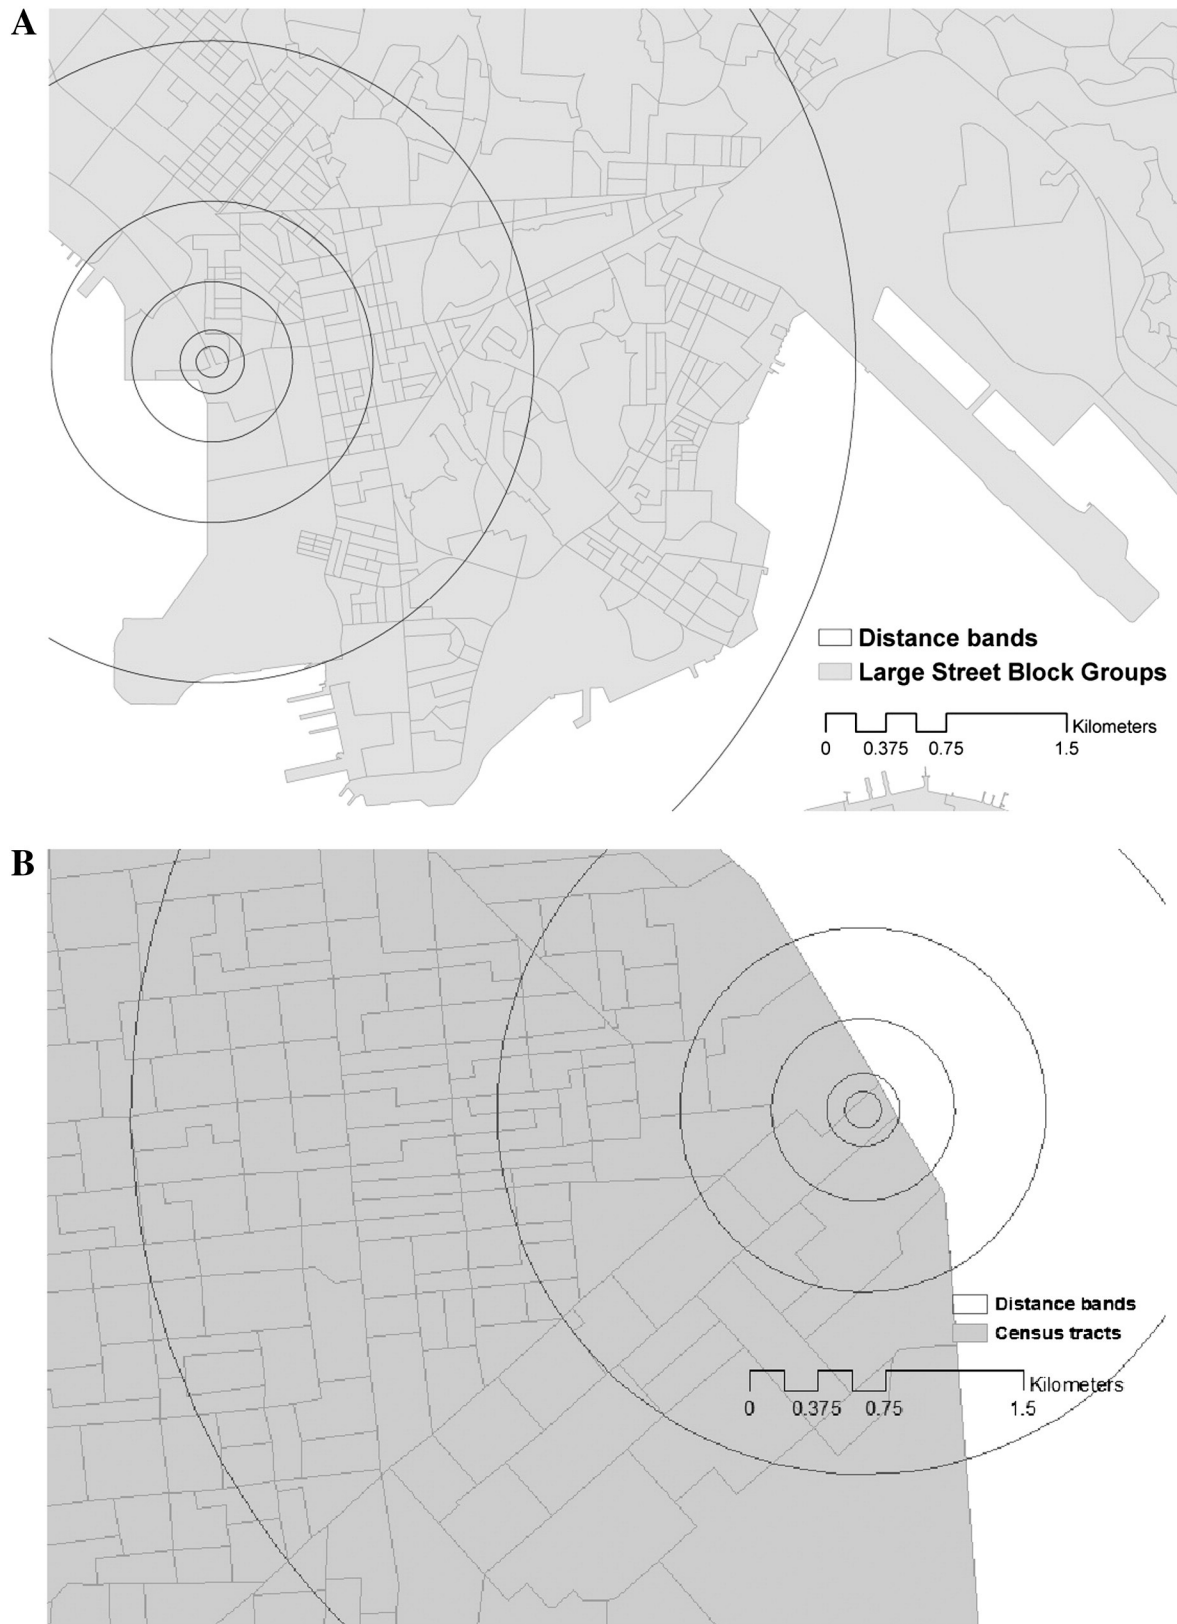 A
Distance bands
Large Street Block Groups
Kilometers
0 0.375 0.75 1.5
B
Distance bands
Census tracts
Kilometers
0 0.375 0.75 1.5